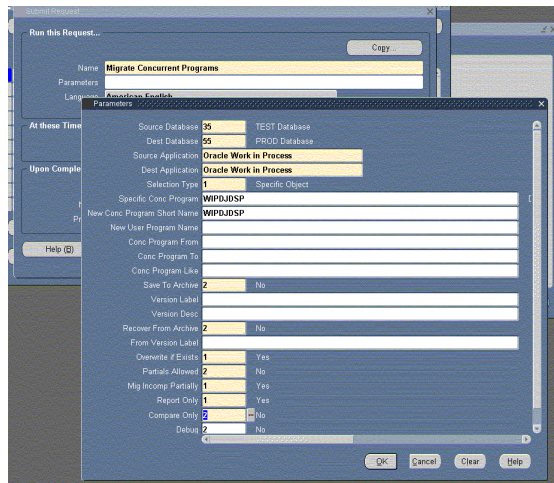 Submit Request
Run this Request...
Copy...
Name Migrate Concurrent Programs
Parameters
Language American English
Parameters
At these Time
Upon Comple
Help (B)
Source Database 35 TEST Database
Dest Database 55 PROD Database
Source Application Oracle Work in Process
Dest Application Oracle Work in Process
Selection Type 1 Specific Object
Specific Conc Program WIPDJDSP
New Conc Program Short Name WIPDJDSP
New User Program Name
Conc Program From
Conc Program To
Conc Program Like
Save To Archive 2 No
Version Label
Version Desc
Recover From Archive 2 No
From Version Label
Overwrite if Exists 1 Yes
Partials Allowed 2 No
Mig Incomp Partially 1 Yes
Report Only 1 Yes
Compare Only 2 No
Debug 2 No
OK Cancel Clear Help